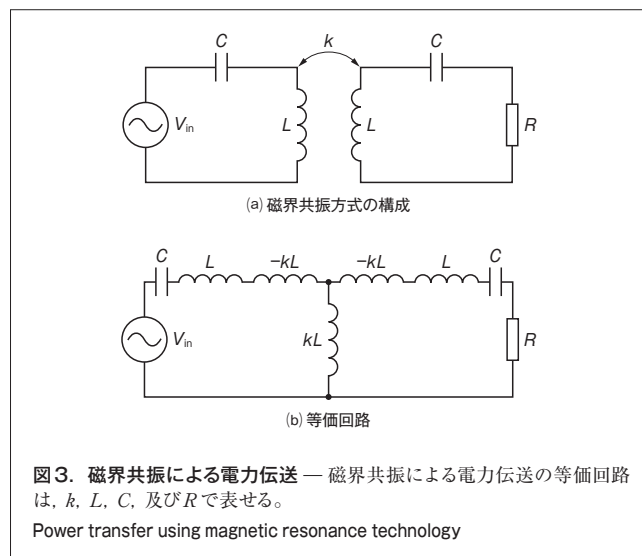 k
C
C
Vin
L
L
R
(a) 磁界共振方式の構成
C
L
−kL
−kL
L
C
Vin
kL
R
(b) 等価回路
図3. 磁界共振による電力伝送 — 磁界共振による電力伝送の等価回路
は, k, L, C, 及びRで表せる。
Power transfer using magnetic resonance technology